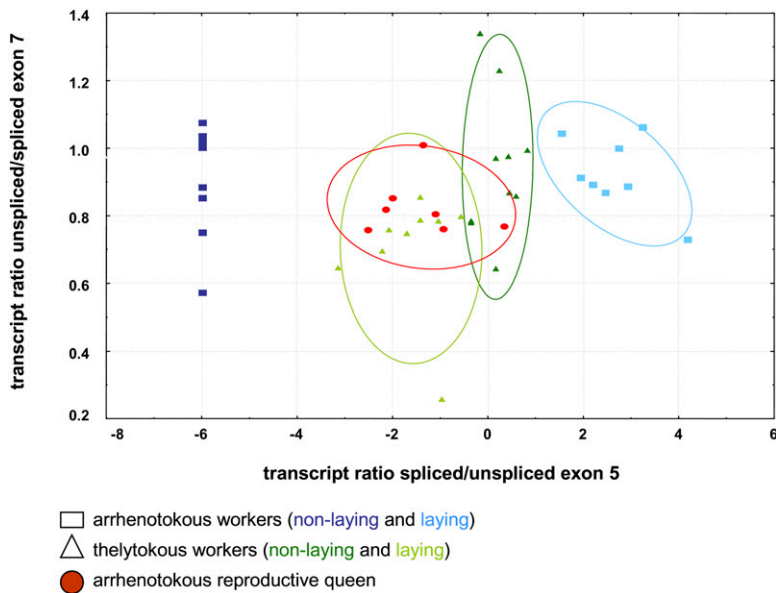 transcript ratio unspliced/spliced exon 7
1.4
1.2
1.0
0.8
0.6
0.4
0.2
-8 -6 -4 -2 0 2 4 6
transcript ratio spliced/unspliced exon 5
arrhenotokous workers (non-laying and laying)
thelytokous workers (non-laying and laying)
arrhenotokous reproductive queen